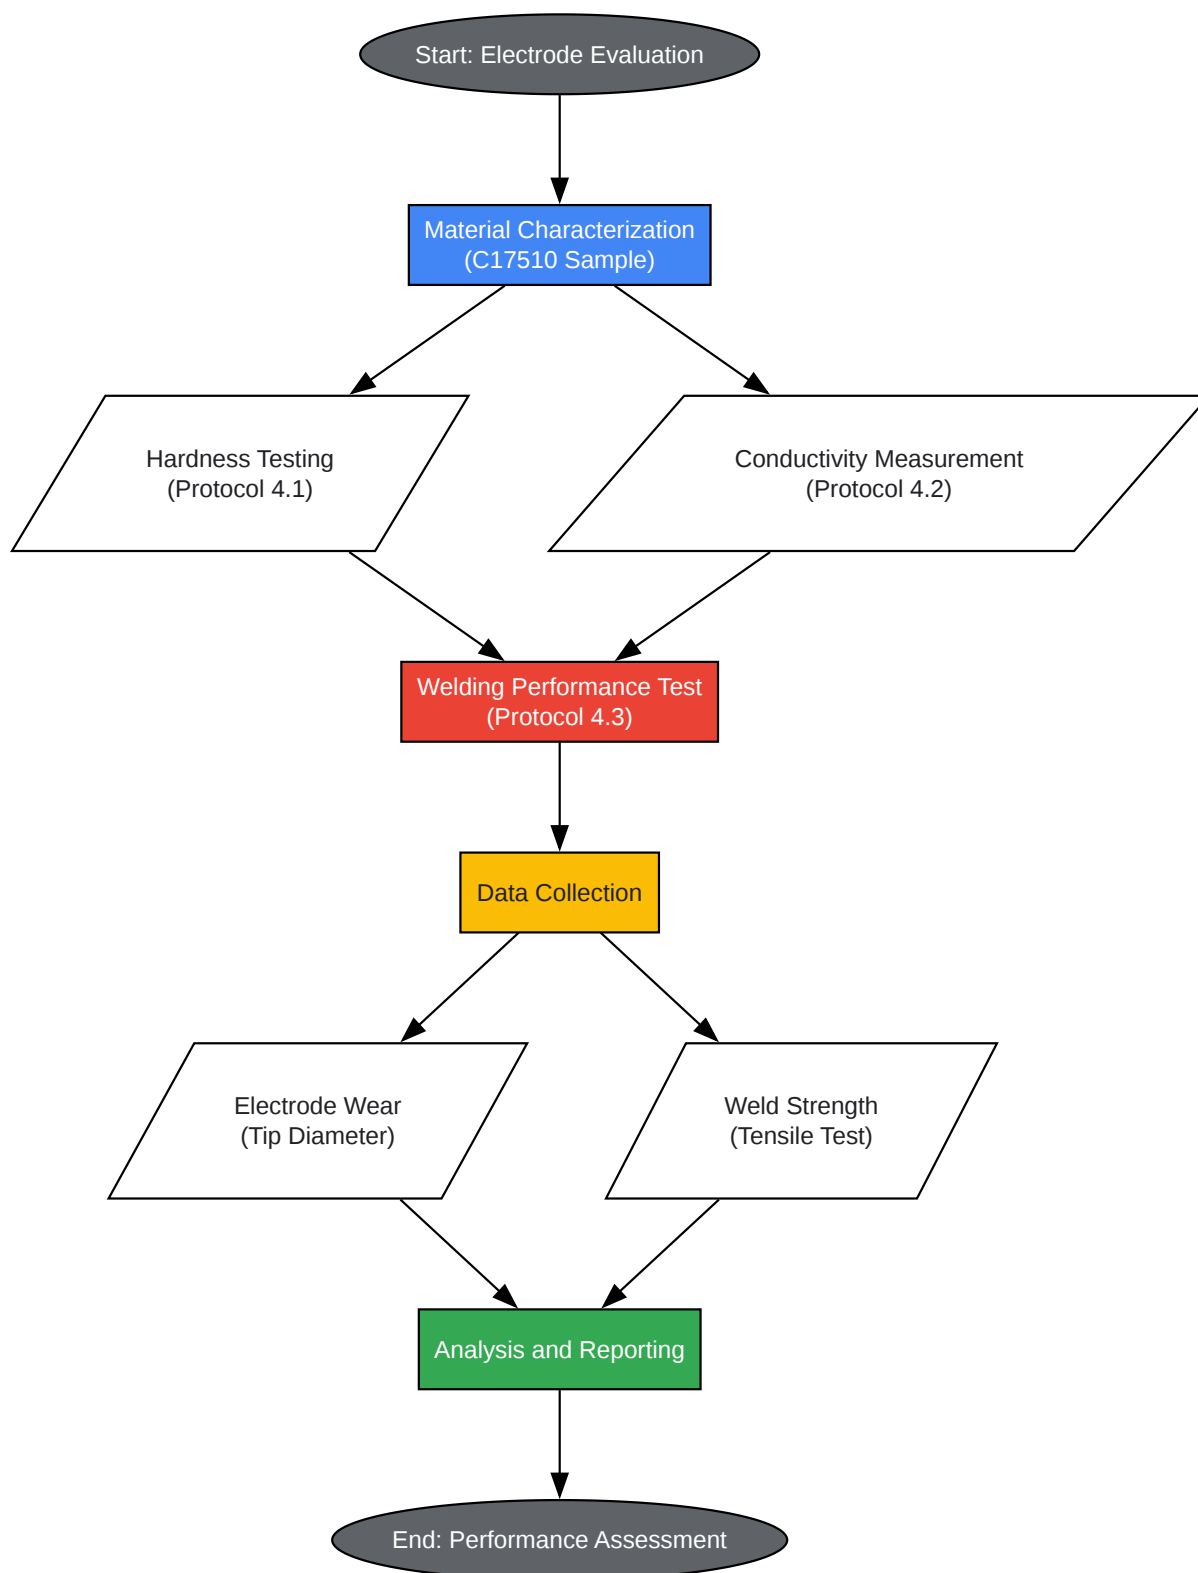 Start: Electrode Evaluation
Material Characterization
(C17510 Sample)
Hardness Testing
(Protocol 4.1)
Conductivity Measurement
(Protocol 4.2)
Welding Performance Test
(Protocol 4.3)
Data Collection
Electrode Wear
(Tip Diameter)
Weld Strength
(Tensile Test)
Analysis and Reporting
End: Performance Assessment